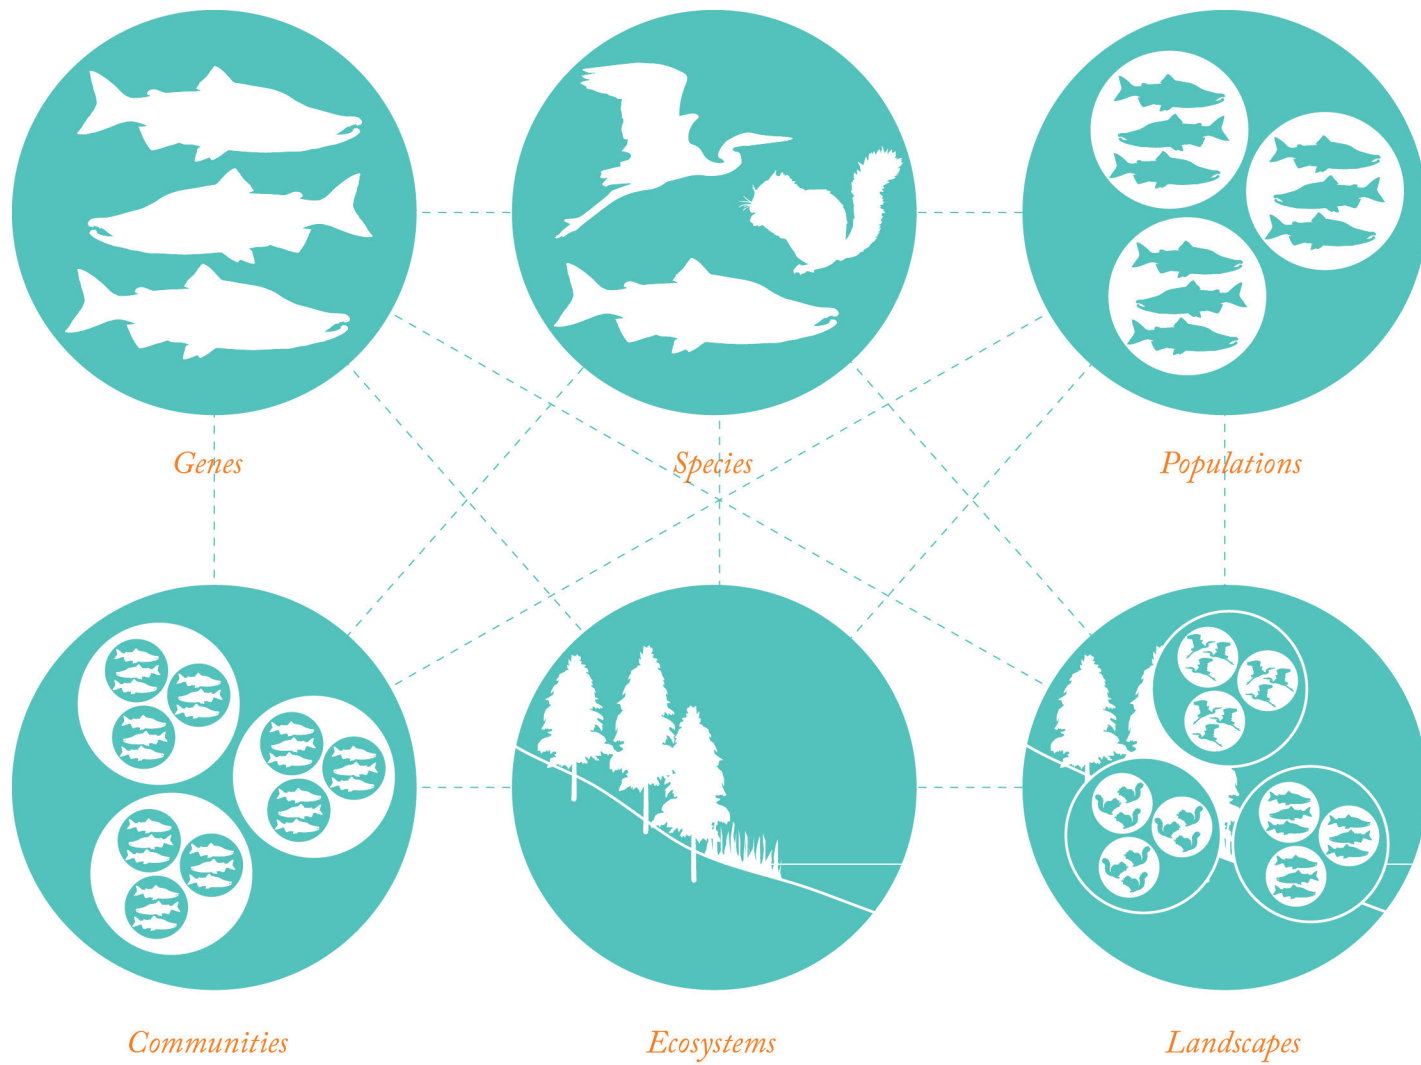 Genes
Species
Populations
Communities
Ecosystems
Landscapes